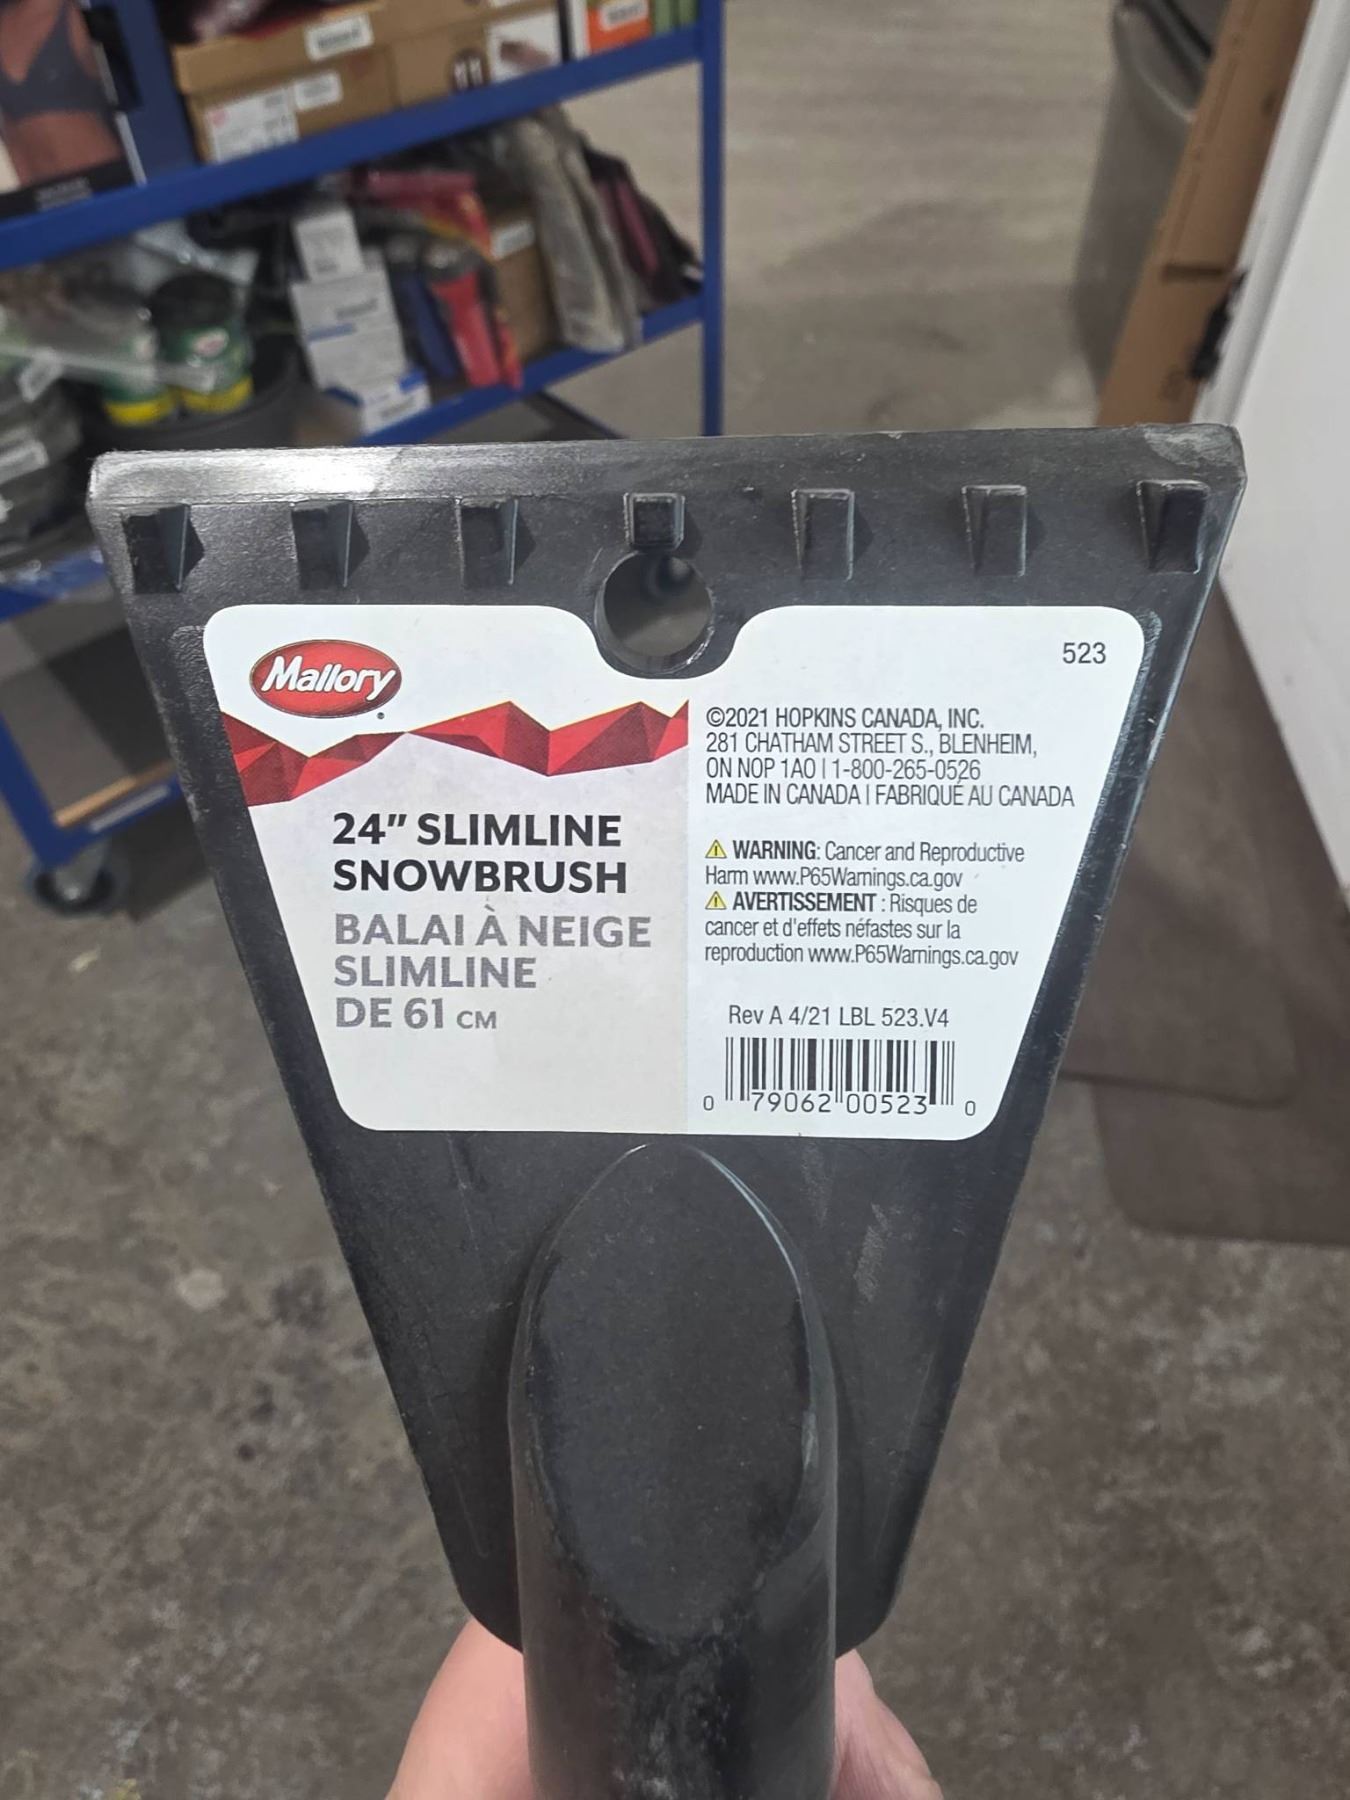 Mallory
24" SLIMLINE
SNOWBRUSH
BALAI À NEIGE
SLIMLINE
DE 61 CM
523
©2021 HOPKINS CANADA, INC.
281 CHATHAM STREET S., BLENHEIM,
ON NOP 1AO | 1-800-265-0526
MADE IN CANADA | FABRIQUÉ AU CANADA
⚠ WARNING: Cancer and Reproductive
Harm www.P65Warnings.ca.gov
⚠ AVERTISSEMENT : Risques de
cancer et d'effets néfastes sur la
reproduction www.P65Warnings.ca.gov
Rev A 4/21 LBL 523.V4
0 79062 00523 0